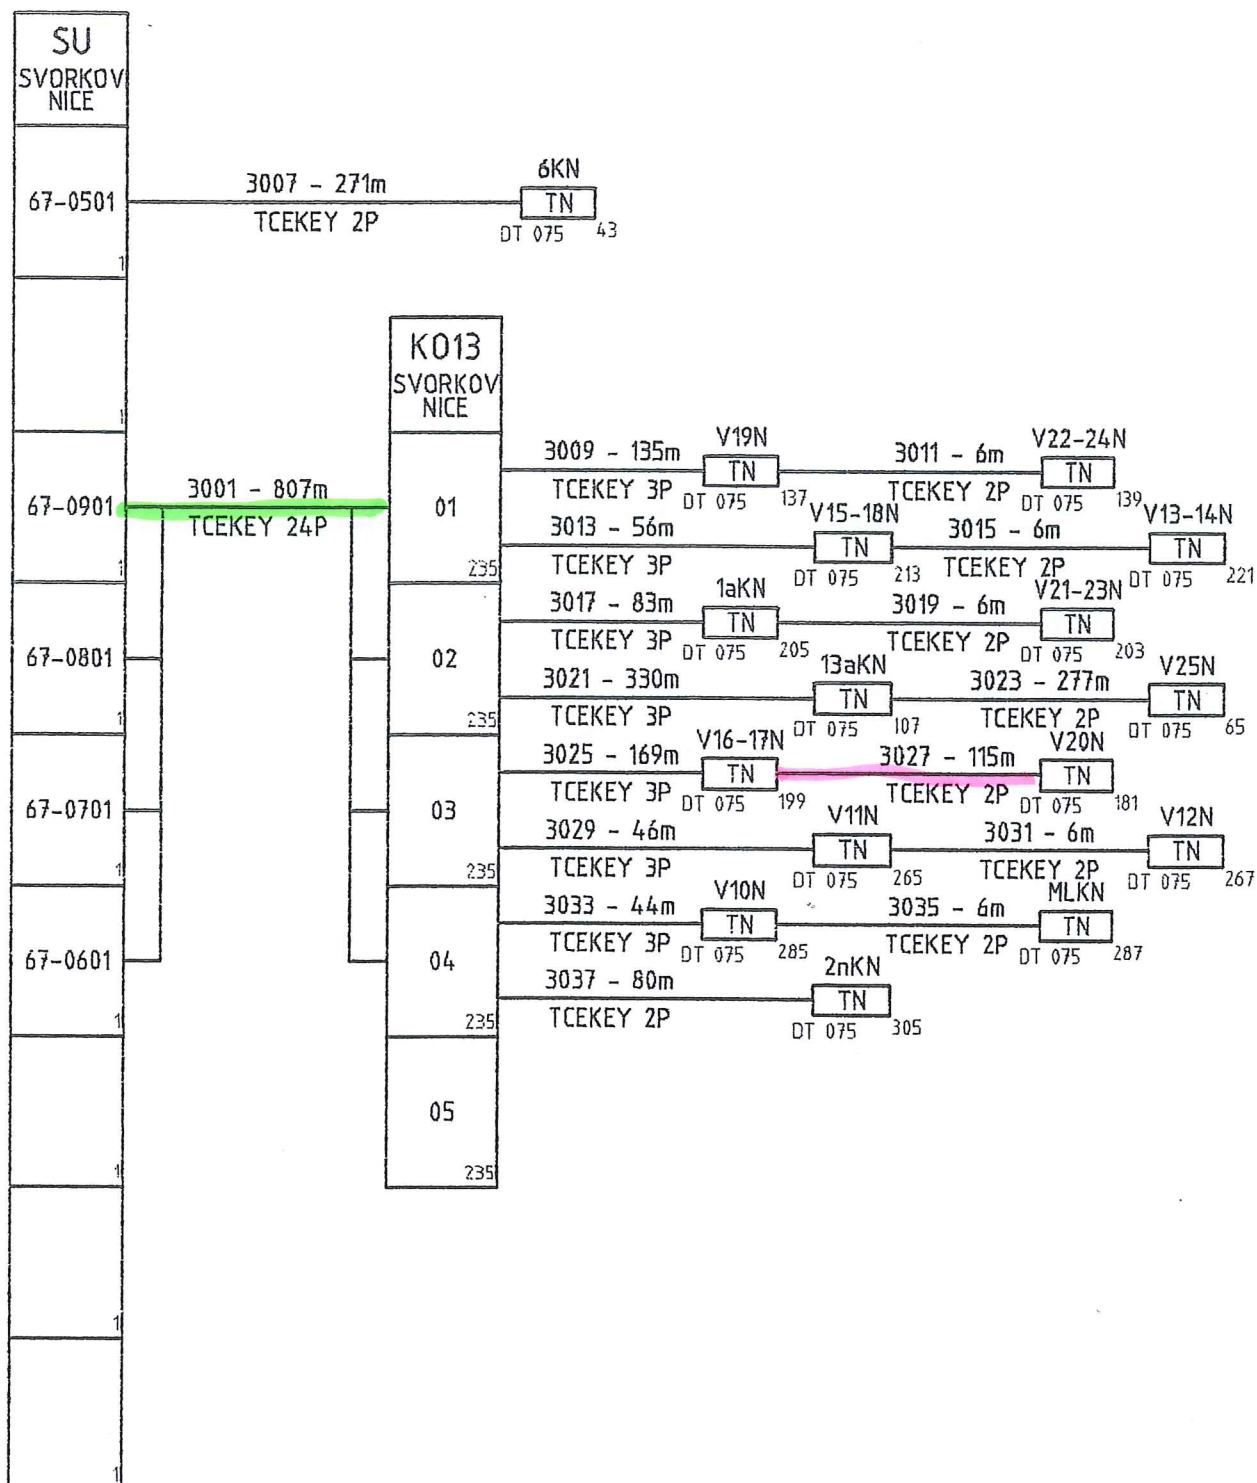 SU
SVORKOV
NICE
67-0501
1
3007 - 271m
TCEKEY 2P
6KN
TN
DT 075 43
1
67-0901
1
3001 - 807m
TCEKEY 24P
67-0801
1
67-0701
1
67-0601
1
1
1
1
KO13
SVORKOV
NICE
01
235
02
235
03
235
04
235
05
235
3009 - 135m
TCEKEY 3P
V19N
TN
DT 075 137
3011 - 6m
TCEKEY 2P
V22-24N
TN
DT 075 139
3013 - 56m
TCEKEY 3P
V15-18N
TN
DT 075 213
3015 - 6m
TCEKEY 2P
V13-14N
TN
DT 075 221
3017 - 83m
TCEKEY 3P
1aKN
TN
DT 075 205
3019 - 6m
TCEKEY 2P
V21-23N
TN
DT 075 203
3021 - 330m
TCEKEY 3P
13aKN
TN
DT 075 107
3023 - 277m
TCEKEY 2P
V25N
TN
DT 075 65
3025 - 169m
TCEKEY 3P
V16-17N
TN
DT 075 199
3027 - 115m
TCEKEY 2P
V20N
TN
DT 075 181
3029 - 46m
TCEKEY 3P
V11N
TN
DT 075 265
3031 - 6m
TCEKEY 2P
V12N
TN
DT 075 267
3033 - 44m
TCEKEY 3P
V10N
TN
DT 075 285
3035 - 6m
TCEKEY 2P
MLKN
TN
DT 075 287
3037 - 80m
TCEKEY 2P
2nKN
TN
DT 075 305